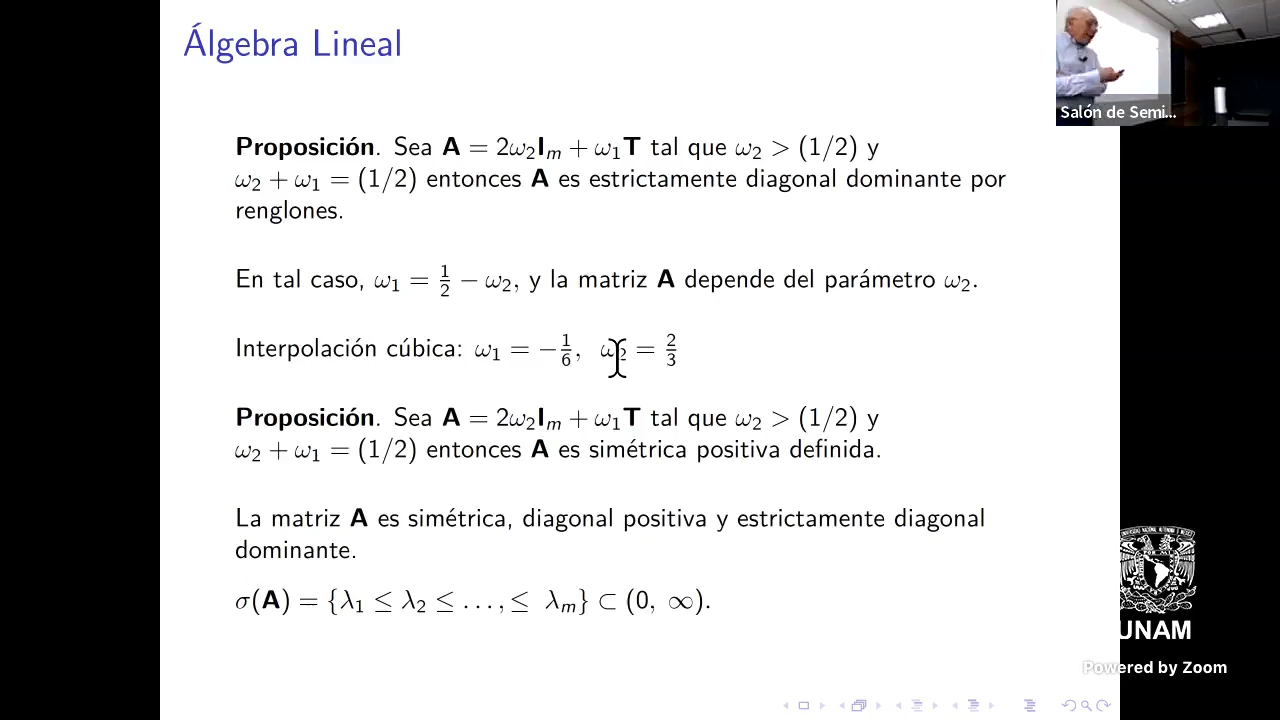 Álgebra Lineal
Proposición. Sea A = 2ω₂Iₘ + ω₁T tal que ω₂ > (1/2) y
ω₂ + ω₁ = (1/2) entonces A es estrictamente diagonal dominante por
renglones.
En tal caso, ω₁ = 1/2 − ω₂, y la matriz A depende del parámetro ω₂.
Interpolación cúbica: ω₁ = −1/6, ω₂ = 2/3
Proposición. Sea A = 2ω₂Iₘ + ω₁T tal que ω₂ > (1/2) y
ω₂ + ω₁ = (1/2) entonces A es simétrica positiva definida.
La matriz A es simétrica, diagonal positiva y estrictamente diagonal
dominante.
σ(A) = {λ₁ ≤ λ₂ ≤ . . . , ≤ λₘ} ⊂ (0, ∞).
Salón de Semi...
UNAM
Powered by Zoom